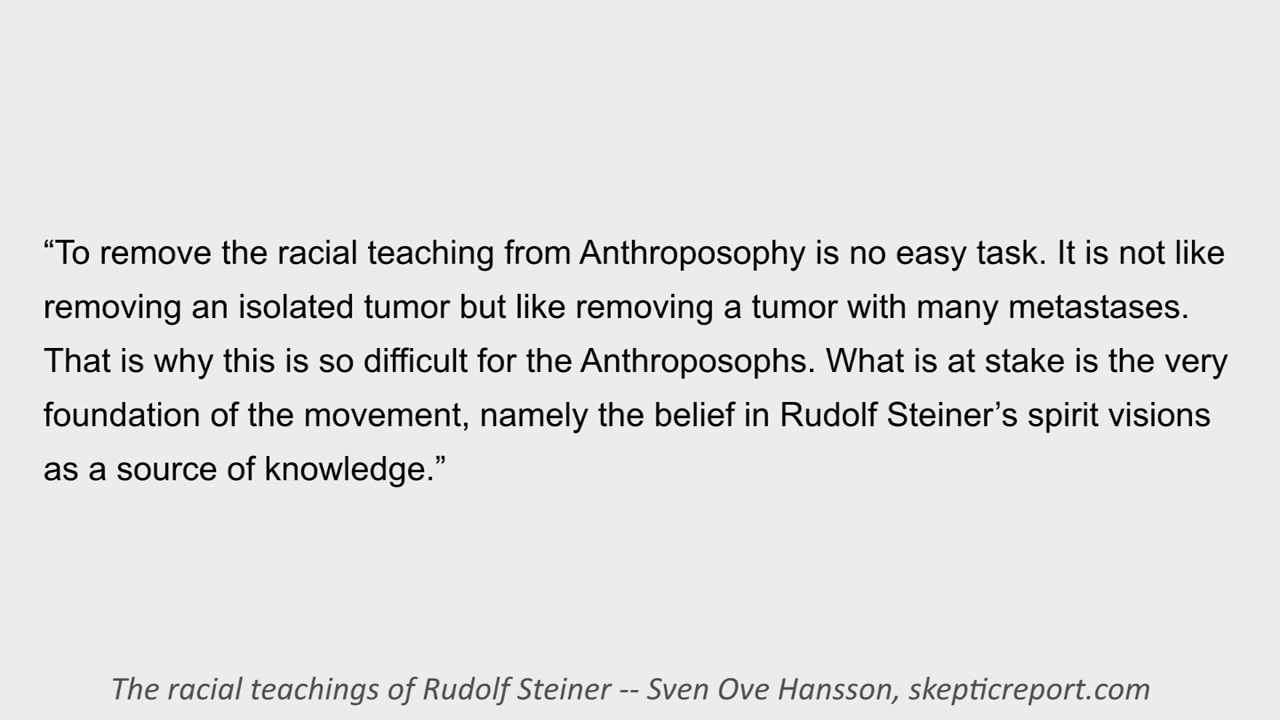 “To remove the racial teaching from Anthroposophy is no easy task. It is not like
removing an isolated tumor but like removing a tumor with many metastases.
That is why this is so difficult for the Anthroposophs. What is at stake is the very
foundation of the movement, namely the belief in Rudolf Steiner’s spirit visions
as a source of knowledge.”
The racial teachings of Rudolf Steiner -- Sven Ove Hansson, skepticreport.com